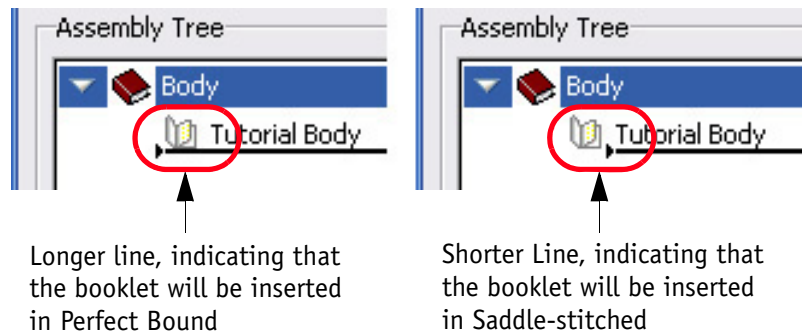 Assembly Tree
Body
Tutorial Body
Longer line, indicating that
the booklet will be inserted
in Perfect Bound
Assembly Tree
Body
Tutorial Body
Shorter Line, indicating that
the booklet will be inserted
in Saddle-stitched